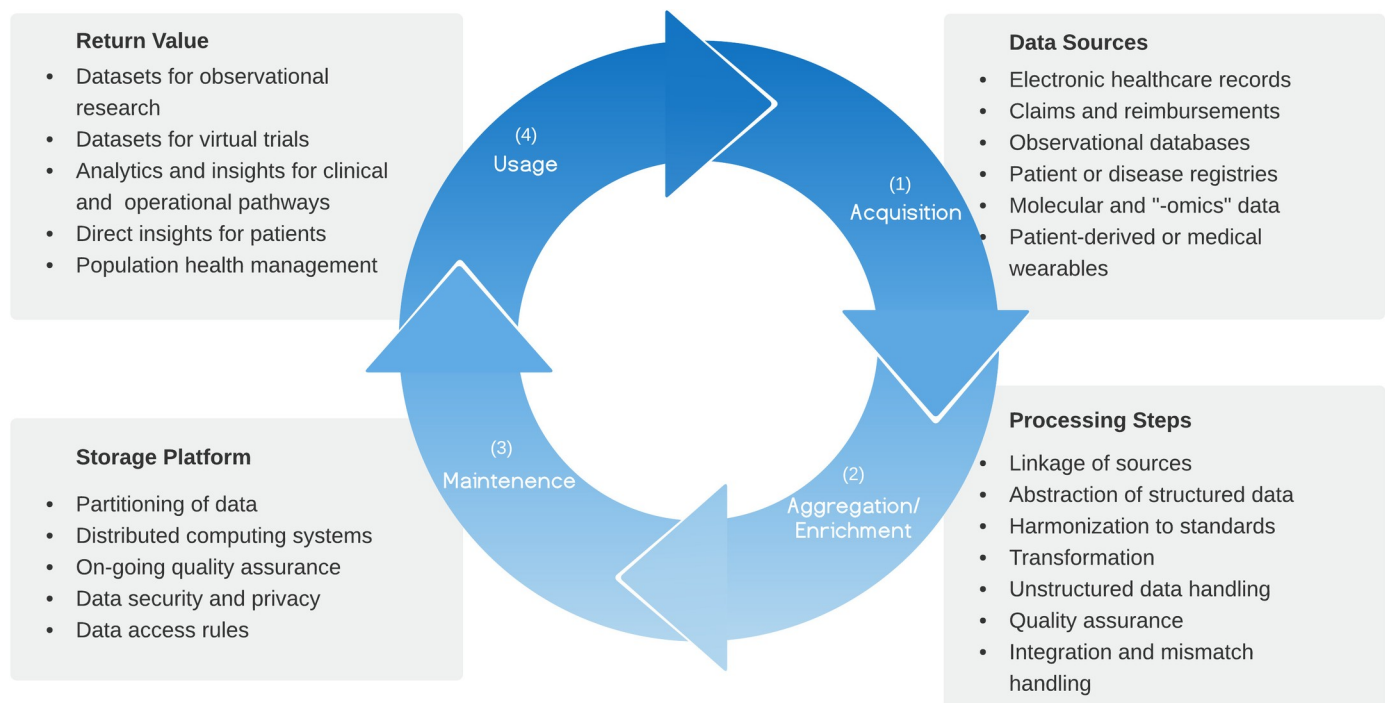 Return Value
• Datasets for observational
research
• Datasets for virtual trials
• Analytics and insights for clinical
and operational pathways
• Direct insights for patients
• Population health management
(4)
Usage
(1)
Acquisition
Data Sources
• Electronic healthcare records
• Claims and reimbursements
• Observational databases
• Patient or disease registries
• Molecular and "-omics" data
• Patient-derived or medical
wearables
Storage Platform
• Partitioning of data
• Distributed computing systems
• On-going quality assurance
• Data security and privacy
• Data access rules
(3)
Maintenence
(2)
Aggregation/
Enrichment
Processing Steps
• Linkage of sources
• Abstraction of structured data
• Harmonization to standards
• Transformation
• Unstructured data handling
• Quality assurance
• Integration and mismatch
handling